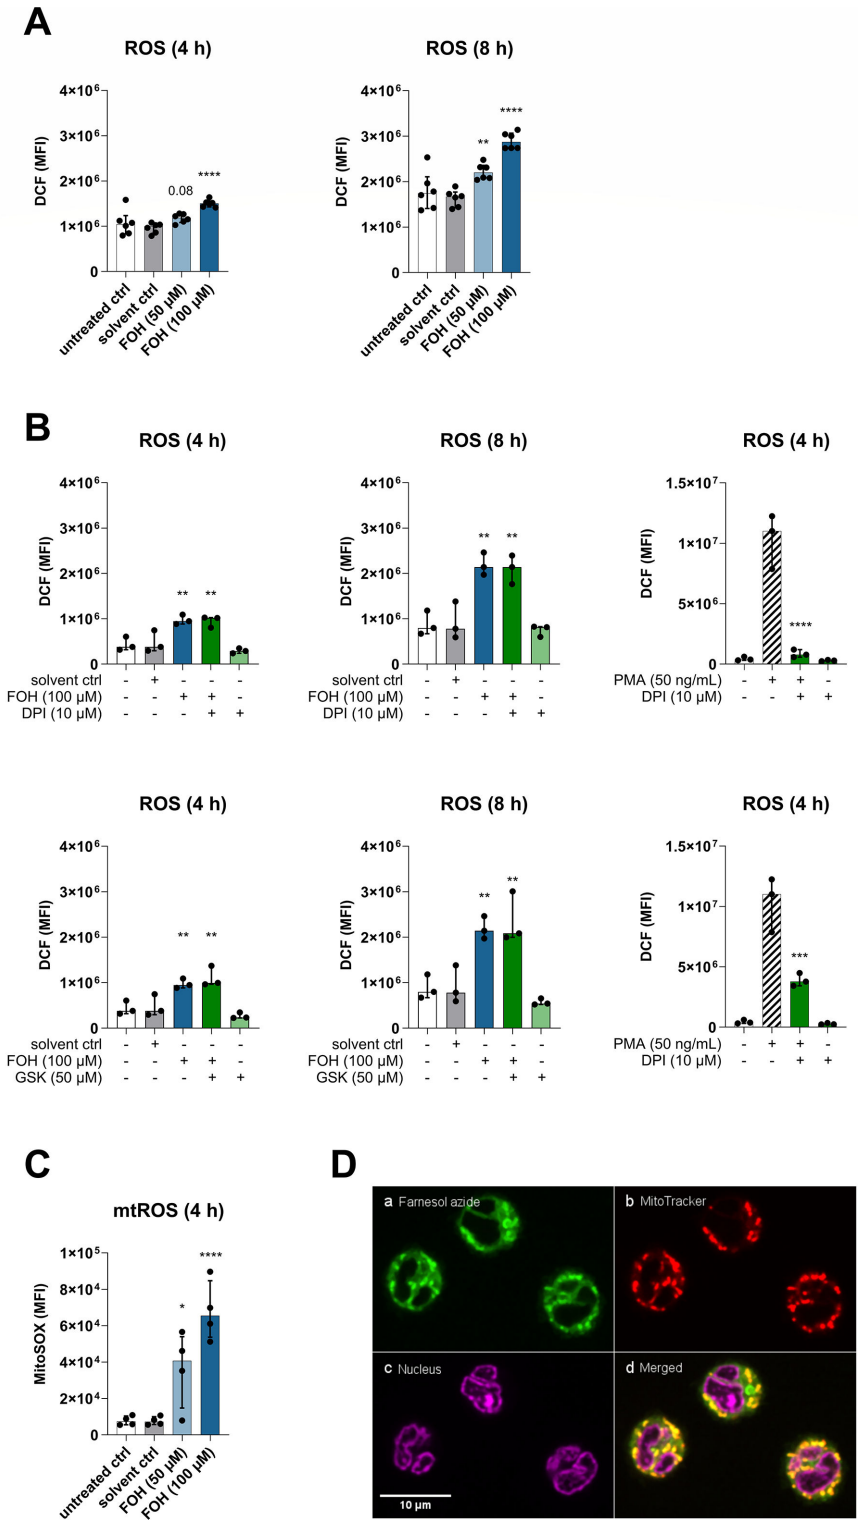 A
ROS (4 h)
ROS (8 h)
DCF (MFI)
4×10⁶
3×10⁶
2×10⁶
1×10⁶
0
0.08
****
untreated ctrl
solvent ctrl
FOH (50 µM)
FOH (100 µM)
DCF (MFI)
4×10⁶
3×10⁶
2×10⁶
1×10⁶
0
**
****
untreated ctrl
solvent ctrl
FOH (50 µM)
FOH (100 µM)
B
ROS (4 h)
DCF (MFI)
4×10⁶
3×10⁶
2×10⁶
1×10⁶
0
** **
solvent ctrl - + - - -
FOH (100 µM) - - + + -
DPI (10 µM) - - - + +
ROS (8 h)
DCF (MFI)
4×10⁶
3×10⁶
2×10⁶
1×10⁶
0
** **
solvent ctrl - + - - -
FOH (100 µM) - - + + -
DPI (10 µM) - - - + +
ROS (4 h)
DCF (MFI)
1.5×10⁷
1×10⁷
5×10⁶
0
****
PMA (50 ng/mL) - + + -
DPI (10 µM) - - + +
ROS (4 h)
DCF (MFI)
4×10⁶
3×10⁶
2×10⁶
1×10⁶
0
** **
solvent ctrl - + - - -
FOH (100 µM) - - + + -
GSK (50 µM) - - - + +
ROS (8 h)
DCF (MFI)
4×10⁶
3×10⁶
2×10⁶
1×10⁶
0
** **
solvent ctrl - + - - -
FOH (100 µM) - - + + -
GSK (50 µM) - - - + +
ROS (4 h)
DCF (MFI)
1.5×10⁷
1×10⁷
5×10⁶
0
***
PMA (50 ng/mL) - + + -
DPI (10 µM) - - + +
C
mtROS (4 h)
MitoSOX (MFI)
1×10⁵
8×10⁴
6×10⁴
4×10⁴
2×10⁴
0
*
****
untreated ctrl
solvent ctrl
FOH (50 µM)
FOH (100 µM)
D
a Farnesol azide
b MitoTracker
c Nucleus
d Merged
10 µm